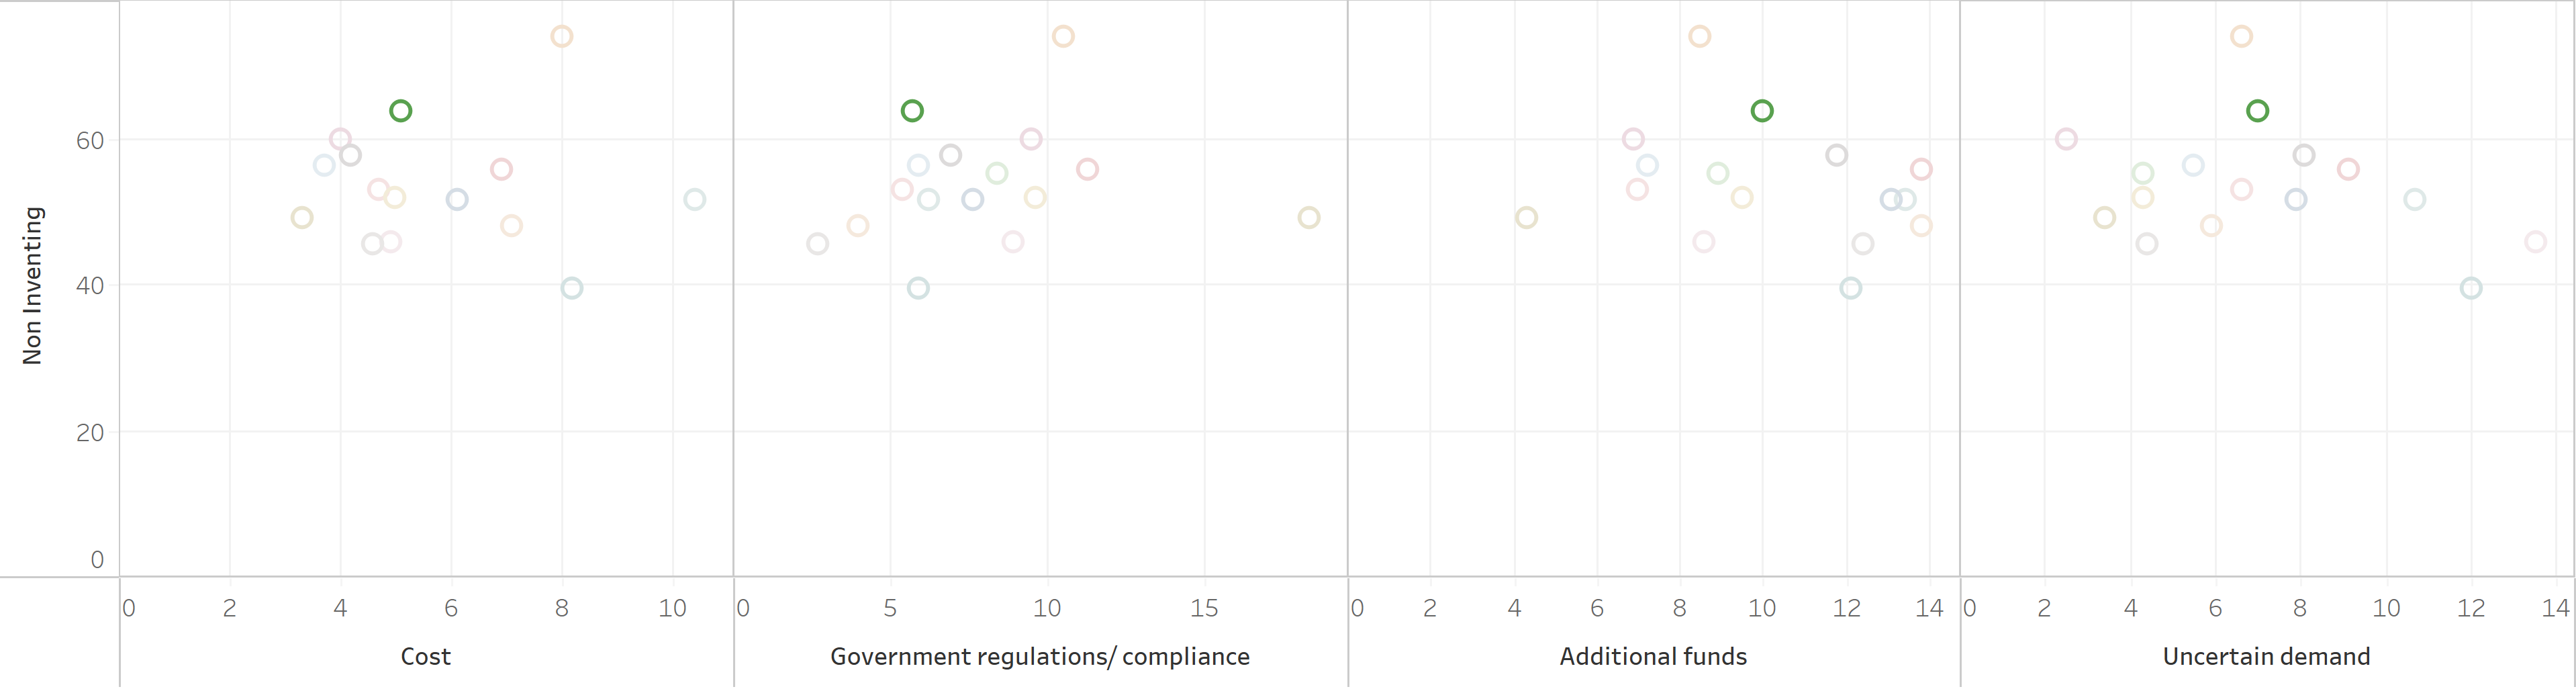 Non Inventing
60
40
20
0
0 2 4 6 8 10
0 5 10 15
0 2 4 6 8 10 12 14
0 2 4 6 8 10 12 14
Cost
Government regulations/ compliance
Additional funds
Uncertain demand